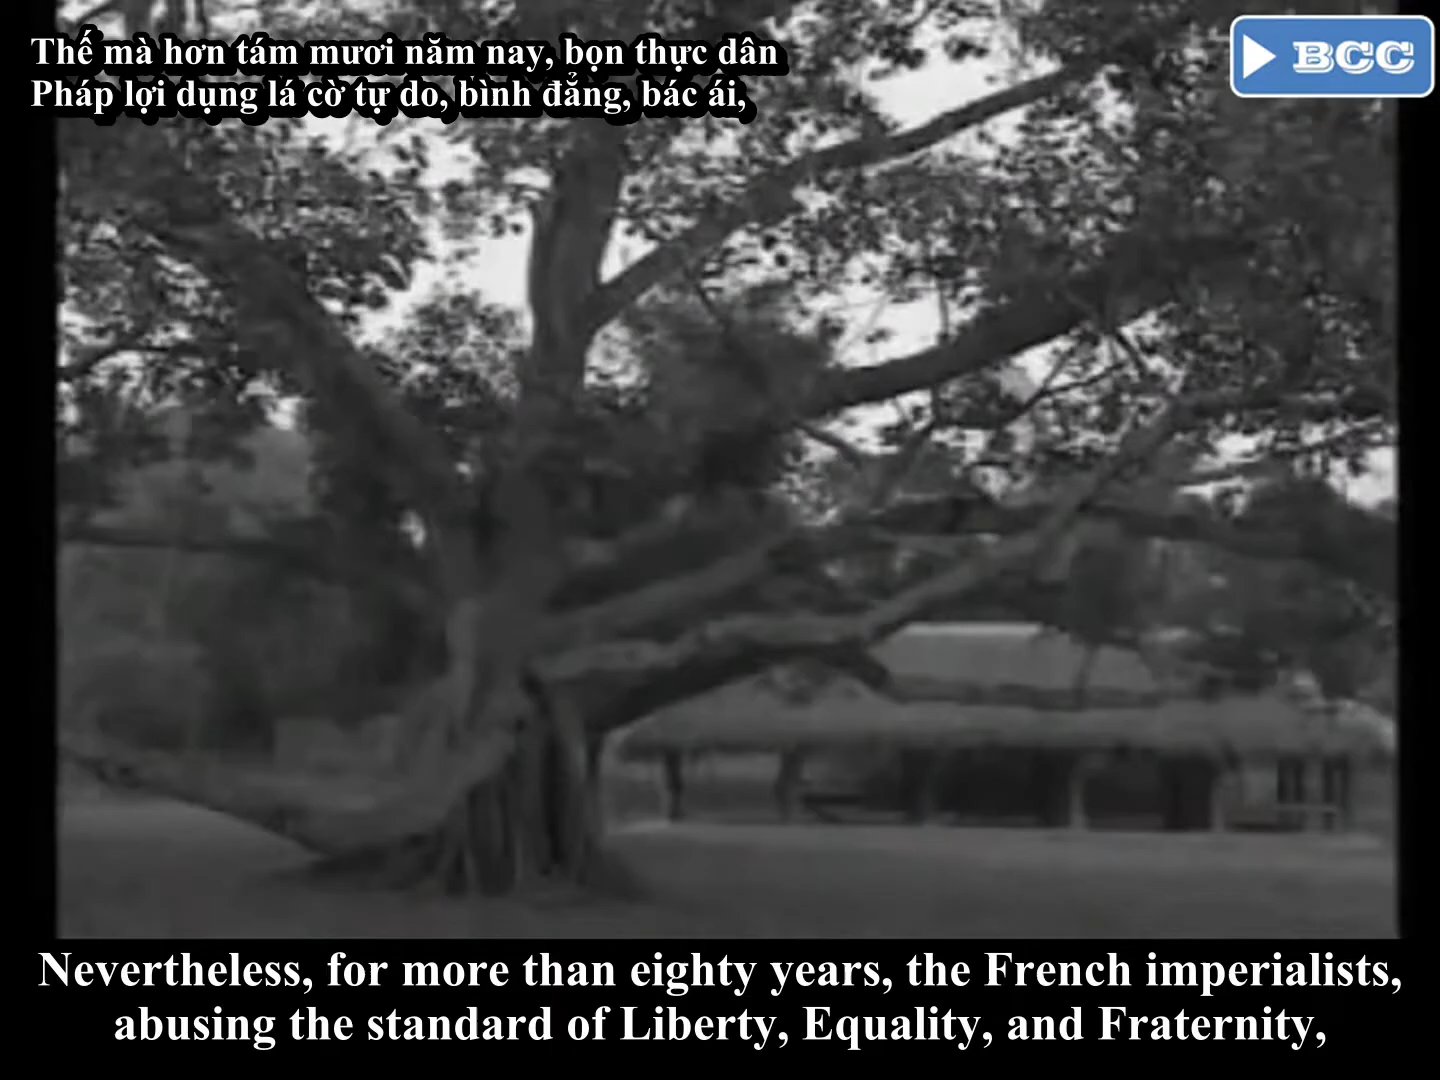 Thế mà hơn tám mươi năm nay, bọn thực dân
Pháp lợi dụng lá cờ tự do, bình đẳng, bác ái,
BCC
Nevertheless, for more than eighty years, the French imperialists,
abusing the standard of Liberty, Equality, and Fraternity,